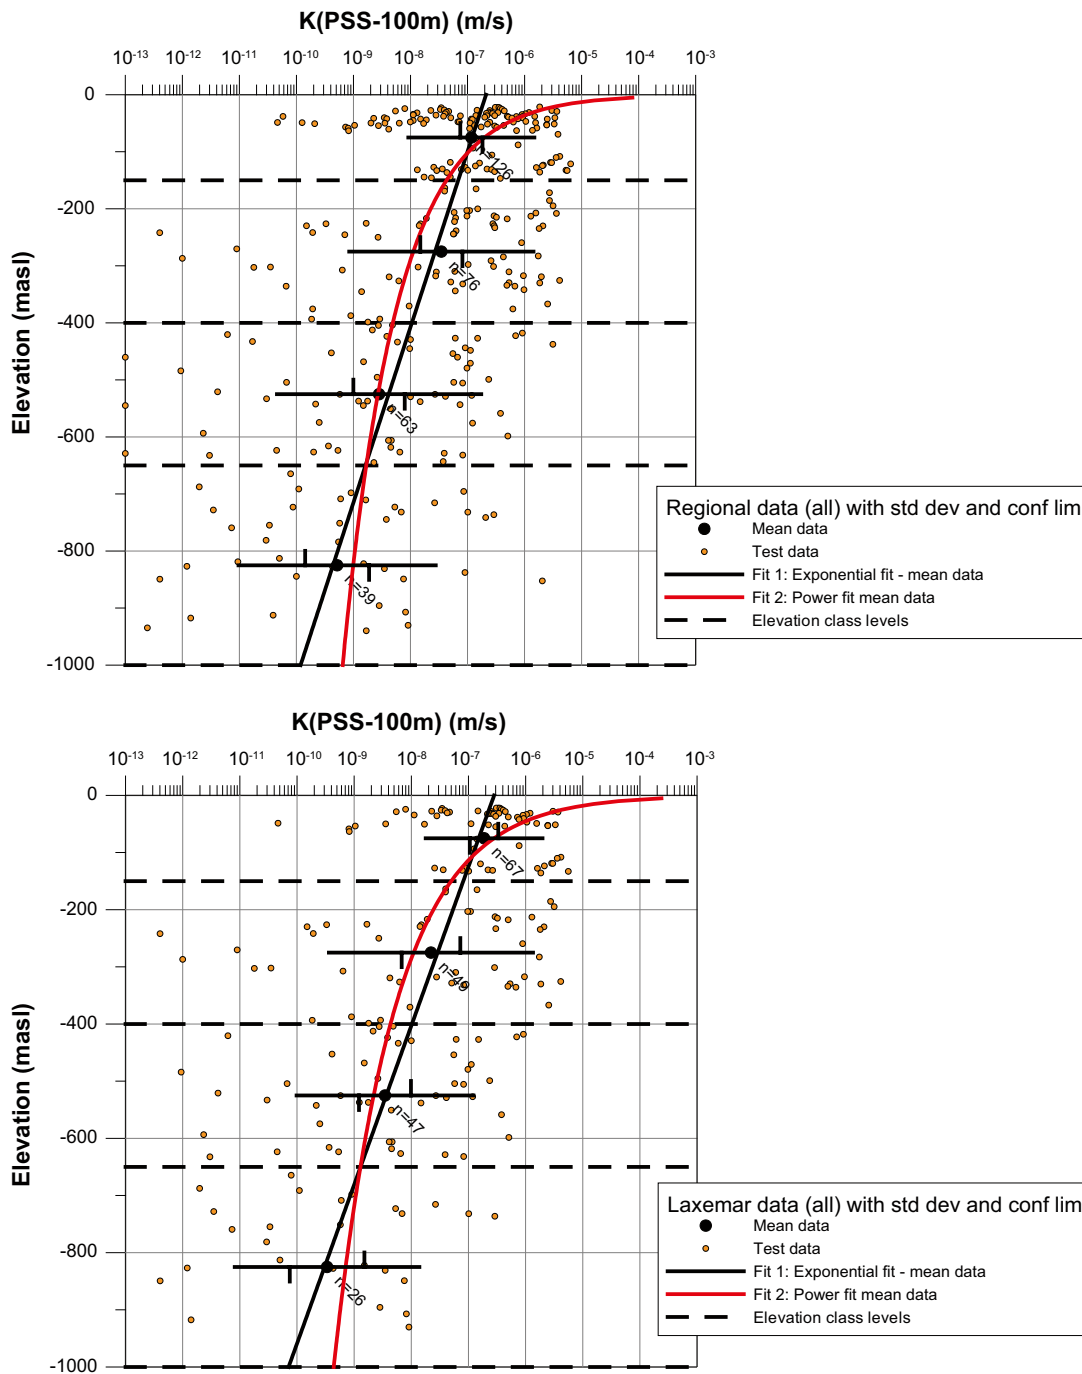 K(PSS-100m) (m/s)
10-13 10-12 10-11 10-10 10-9 10-8 10-7 10-6 10-5 10-4 10-3
0
-200
-400
-600
-800
-1000
Elevation (masl)
n=126
n=76
n=63
n=39
Regional data (all) with std dev and conf lim
Mean data
Test data
Fit 1: Exponential fit - mean data
Fit 2: Power fit mean data
Elevation class levels
K(PSS-100m) (m/s)
10-13 10-12 10-11 10-10 10-9 10-8 10-7 10-6 10-5 10-4 10-3
0
-200
-400
-600
-800
-1000
Elevation (masl)
n=67
n=49
n=47
n=26
Laxemar data (all) with std dev and conf lim
Mean data
Test data
Fit 1: Exponential fit - mean data
Fit 2: Power fit mean data
Elevation class levels